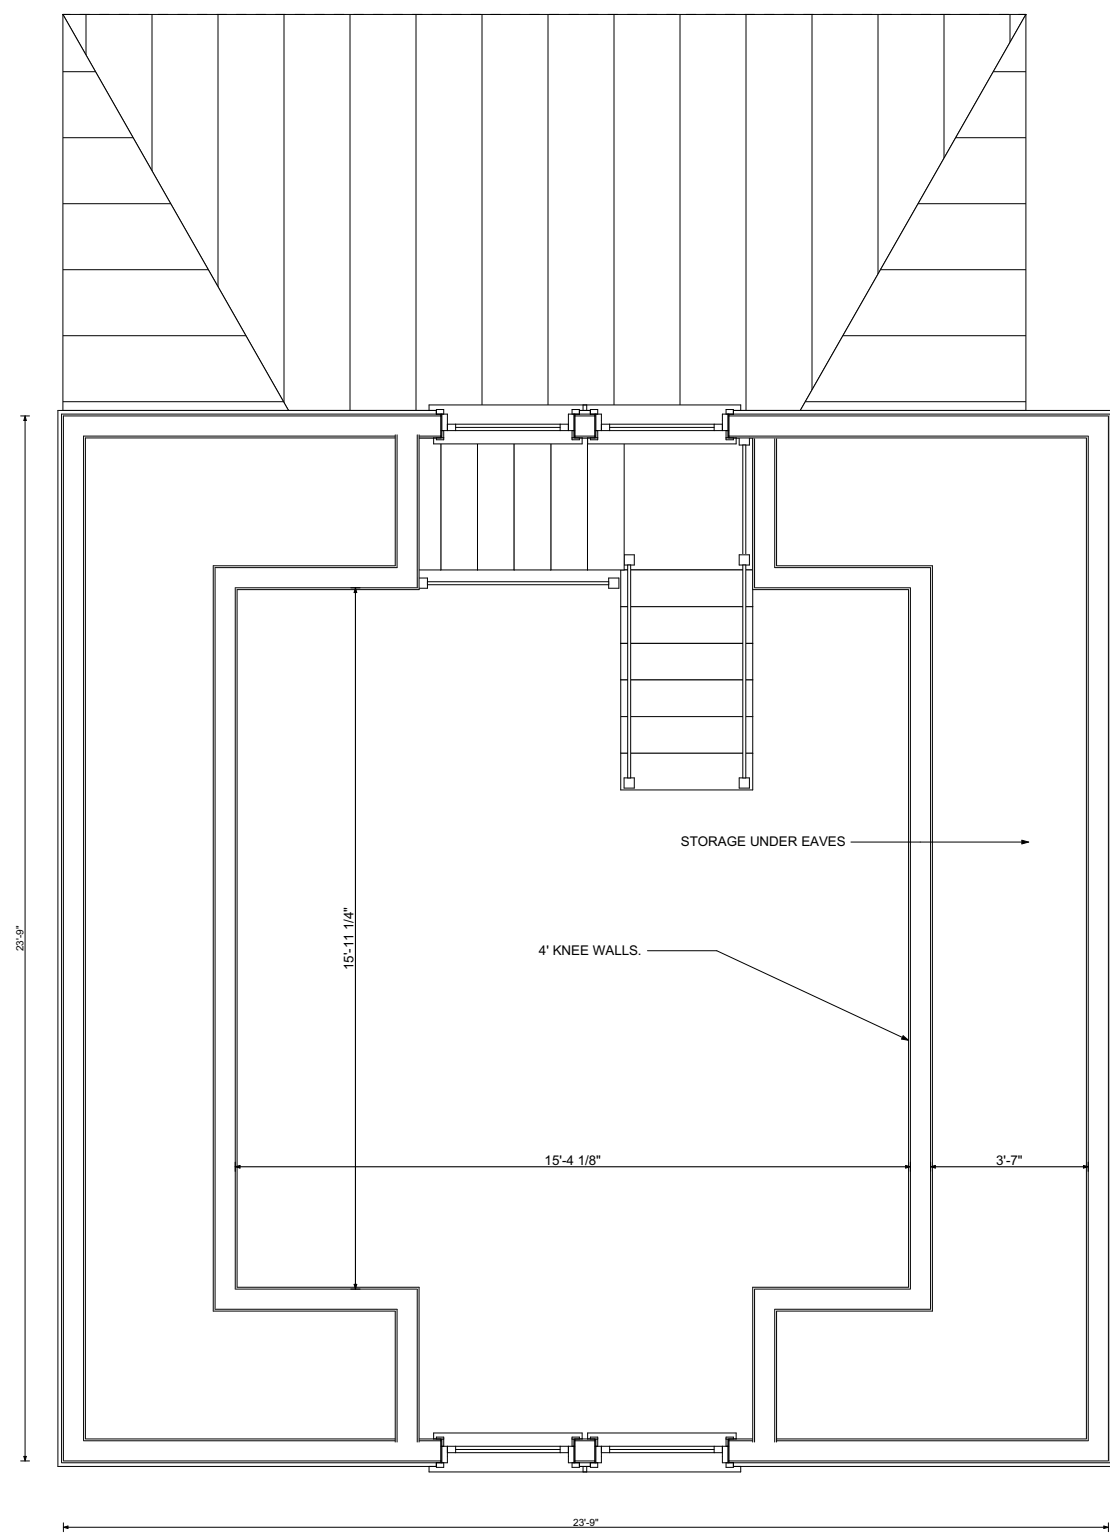 STORAGE UNDER EAVES
4' KNEE WALLS.
15'-11 1/4"
23'-9"
15'-4 1/8"
3'-7"
23'-9"